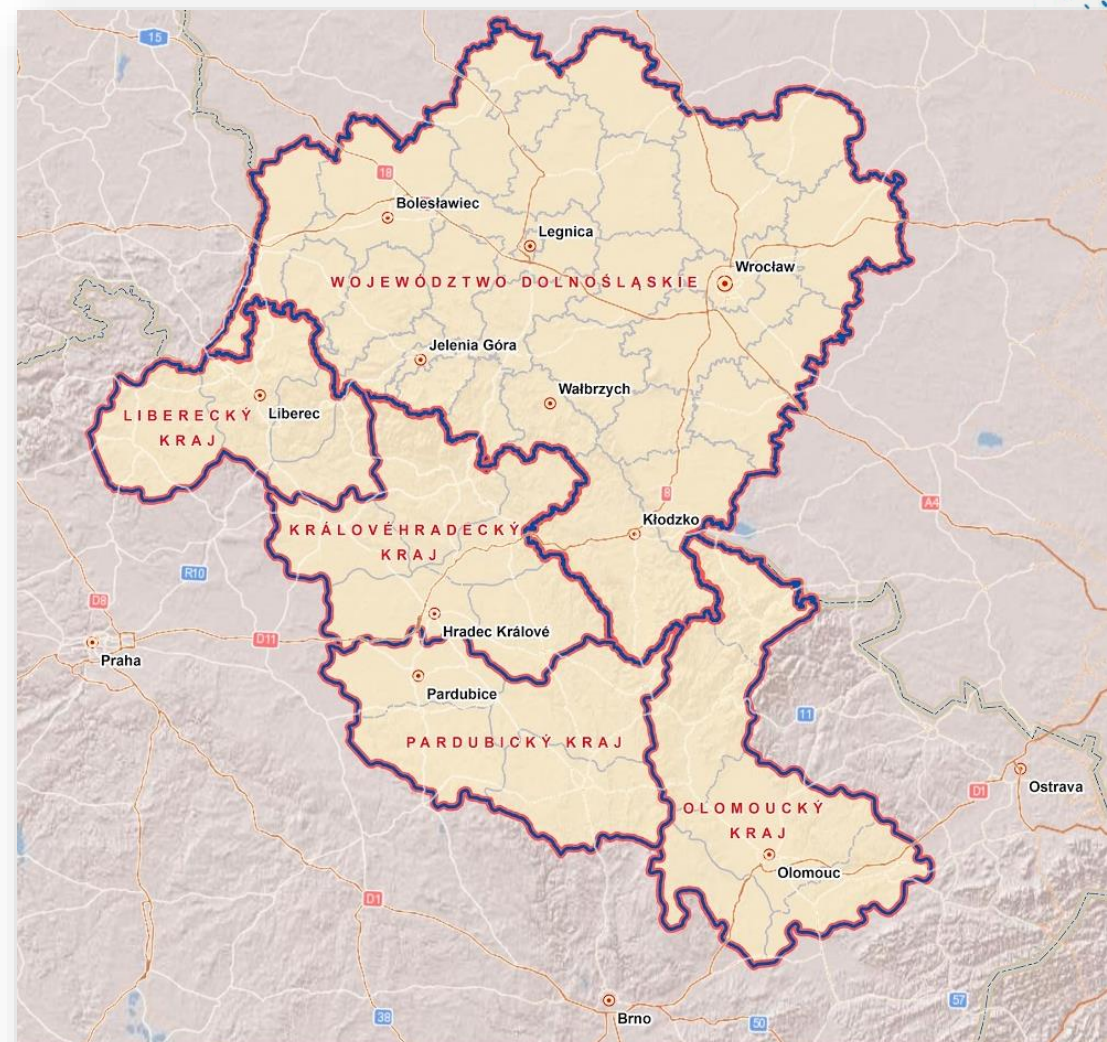 15
18
Bolesławiec
Legnica
Wrocław
WOJEWÓDZTWO DOLNOŚLĄSKIE
Jelenia Góra
Wałbrzych
Liberec
LIBERECKÝ
KRAJ
8
A4
Kłodzko
KRÁLOVÉHRADECKÝ
KRAJ
R10
D8
D11
Hradec Králové
Praha
Pardubice
11
PARDUBICKÝ KRAJ
Ostrava
D1
OLOMOUCKÝ
KRAJ
Olomouc
D1
57
38
Brno
50